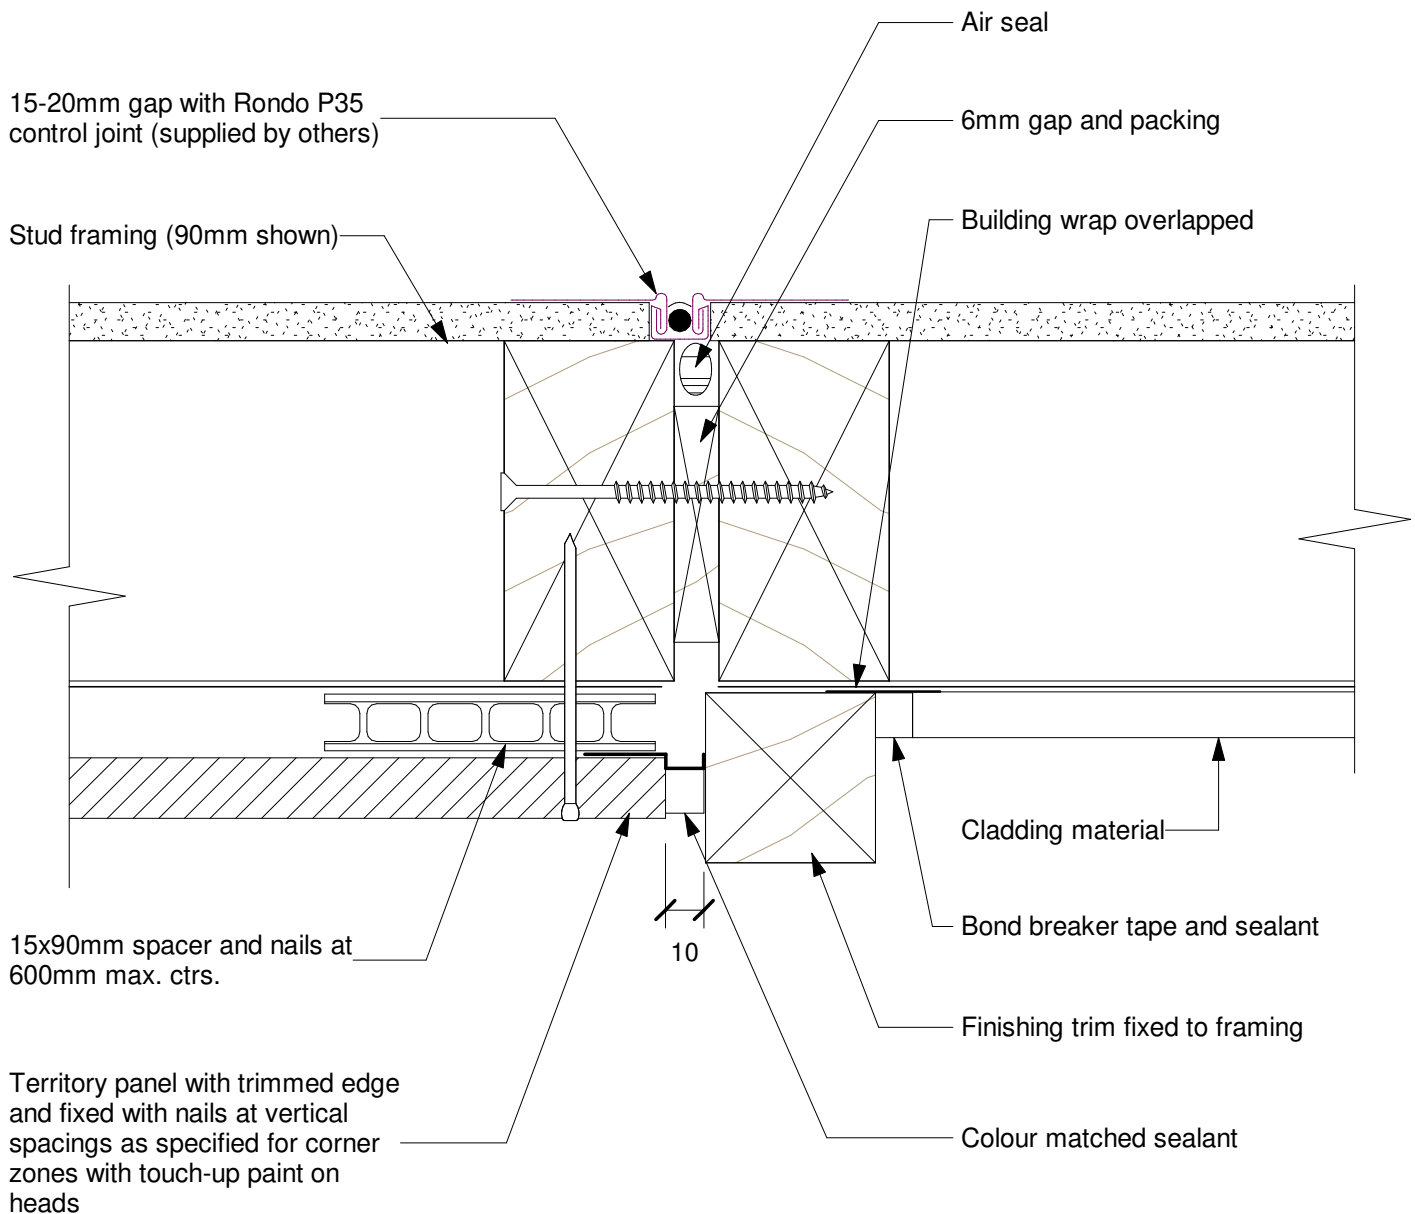 Air seal
15-20mm gap with Rondo P35
control joint (supplied by others)
6mm gap and packing
Building wrap overlapped
Stud framing (90mm shown)
Cladding material
Bond breaker tape and sealant
15x90mm spacer and nails at
600mm max. ctrs.
10
Finishing trim fixed to framing
Territory panel with trimmed edge
and fixed with nails at vertical
spacings as specified for corner
zones with touch-up paint on
heads
Colour matched sealant